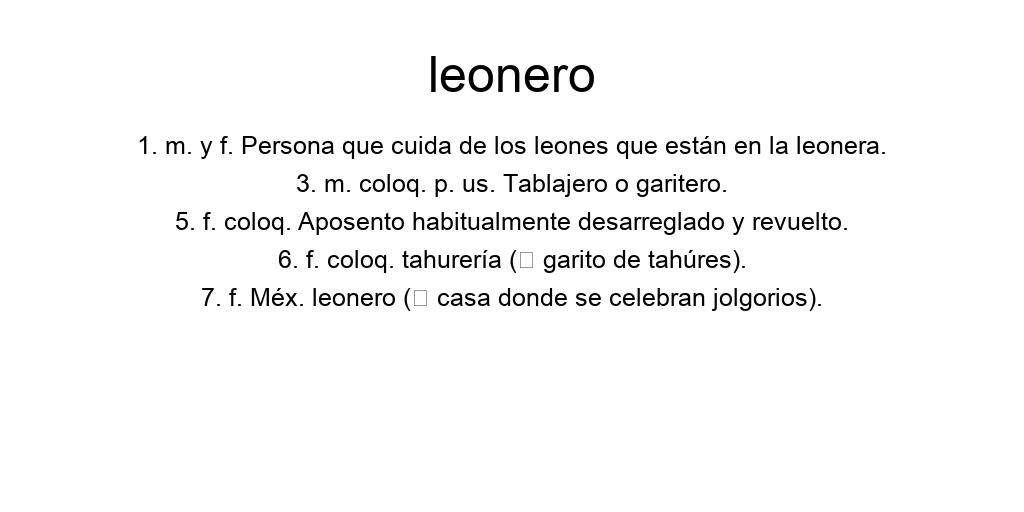 leonero
1. m. y f. Persona que cuida de los leones que están en la leonera.
3. m. coloq. p. us. Tablajero o garitero.
5. f. coloq. Aposento habitualmente desarreglado y revuelto.
6. f. coloq. tahurería (□ garito de tahúres).
7. f. Méx. leonero (□ casa donde se celebran jolgorios).